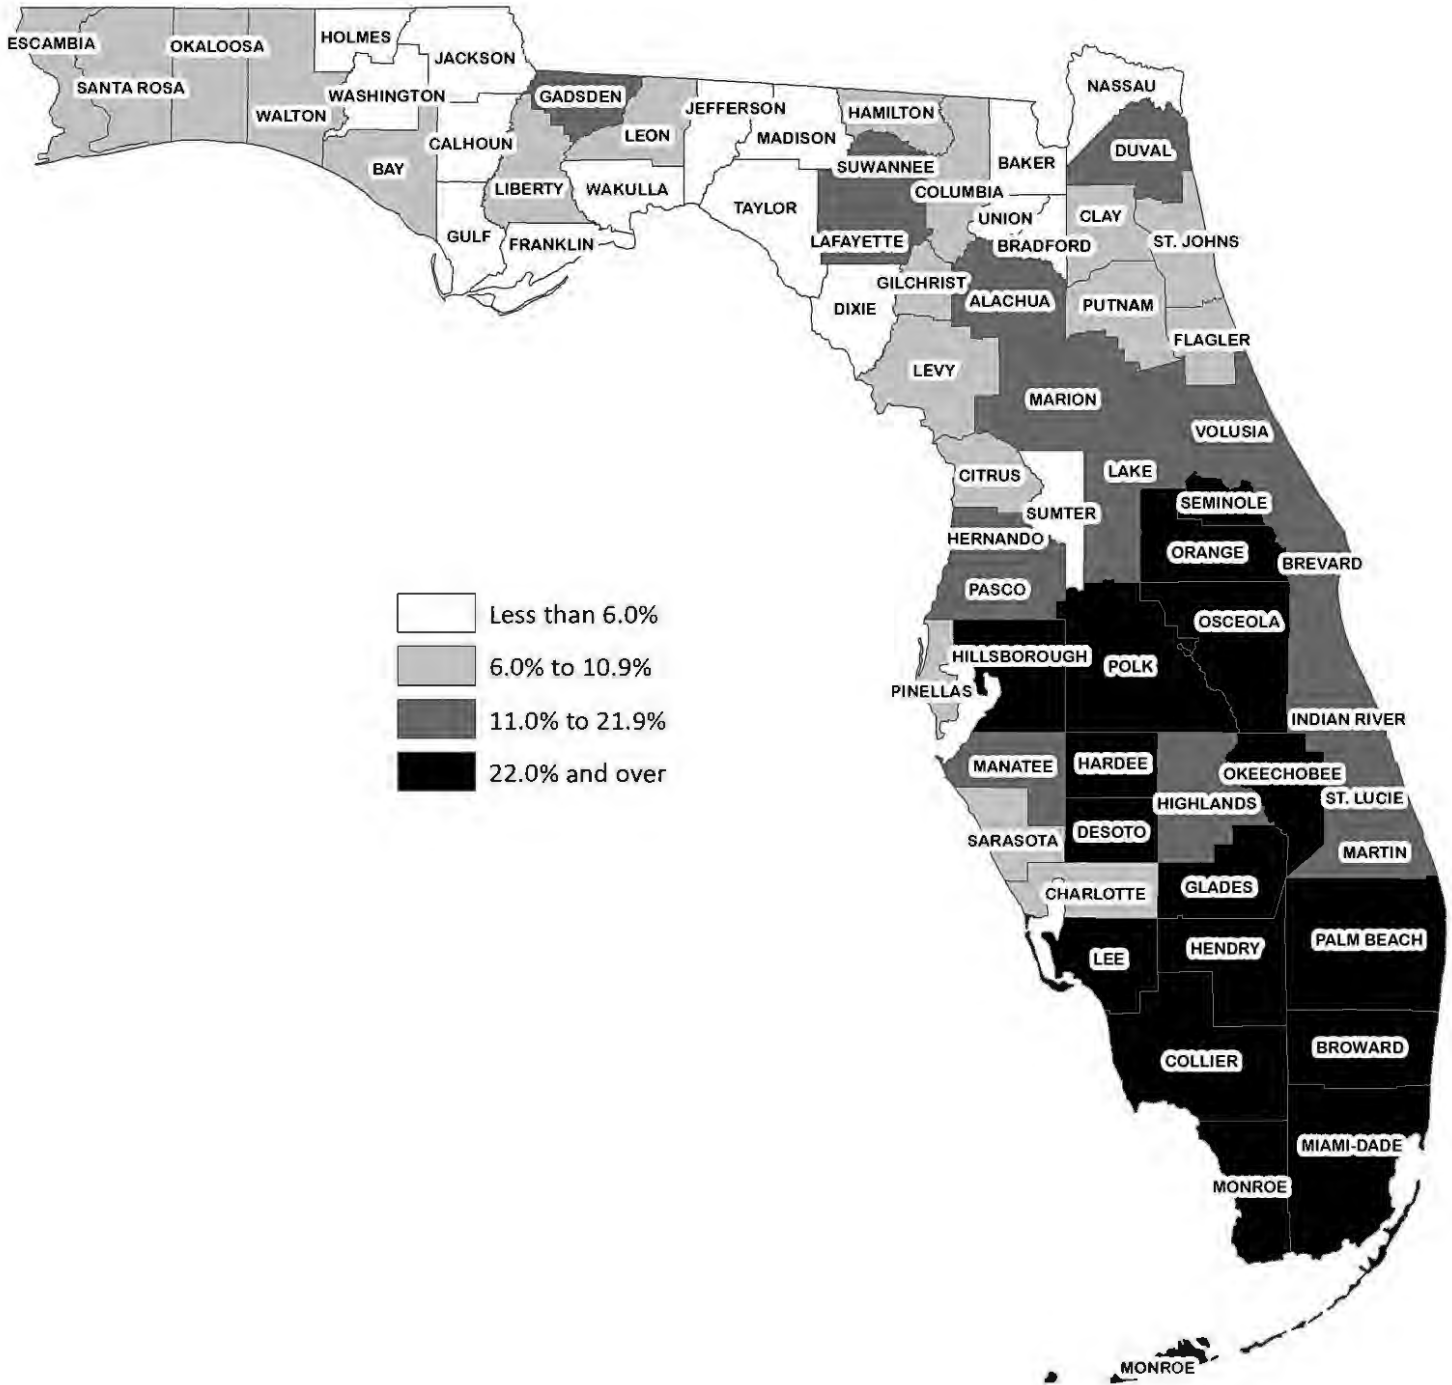 ESCAMBIA
SANTA ROSA
OKALOOSA
WALTON
HOLMES
WASHINGTON
JACKSON
BAY
CALHOUN
GULF
GADSDEN
LIBERTY
FRANKLIN
LEON
WAKULLA
JEFFERSON
MADISON
TAYLOR
HAMILTON
SUWANNEE
LAFAYETTE
DIXIE
COLUMBIA
GILCHRIST
LEVY
BAKER
UNION
BRADFORD
ALACHUA
NASSAU
DUVAL
CLAY
ST. JOHNS
PUTNAM
FLAGLER
MARION
VOLUSIA
CITRUS
SUMTER
LAKE
SEMINOLE
ORANGE
BREVARD
HERNANDO
PASCO
OSCEOLA
HILLSBOROUGH
POLK
PINELLAS
INDIAN RIVER
MANATEE
HARDEE
OKEECHOBEE
HIGHLANDS
ST. LUCIE
SARASOTA
DESOTO
MARTIN
CHARLOTTE
GLADES
LEE
HENDRY
PALM BEACH
COLLIER
BROWARD
MIAMI-DADE
MONROE
MONROE
Less than 6.0%
6.0% to 10.9%
11.0% to 21.9%
22.0% and over